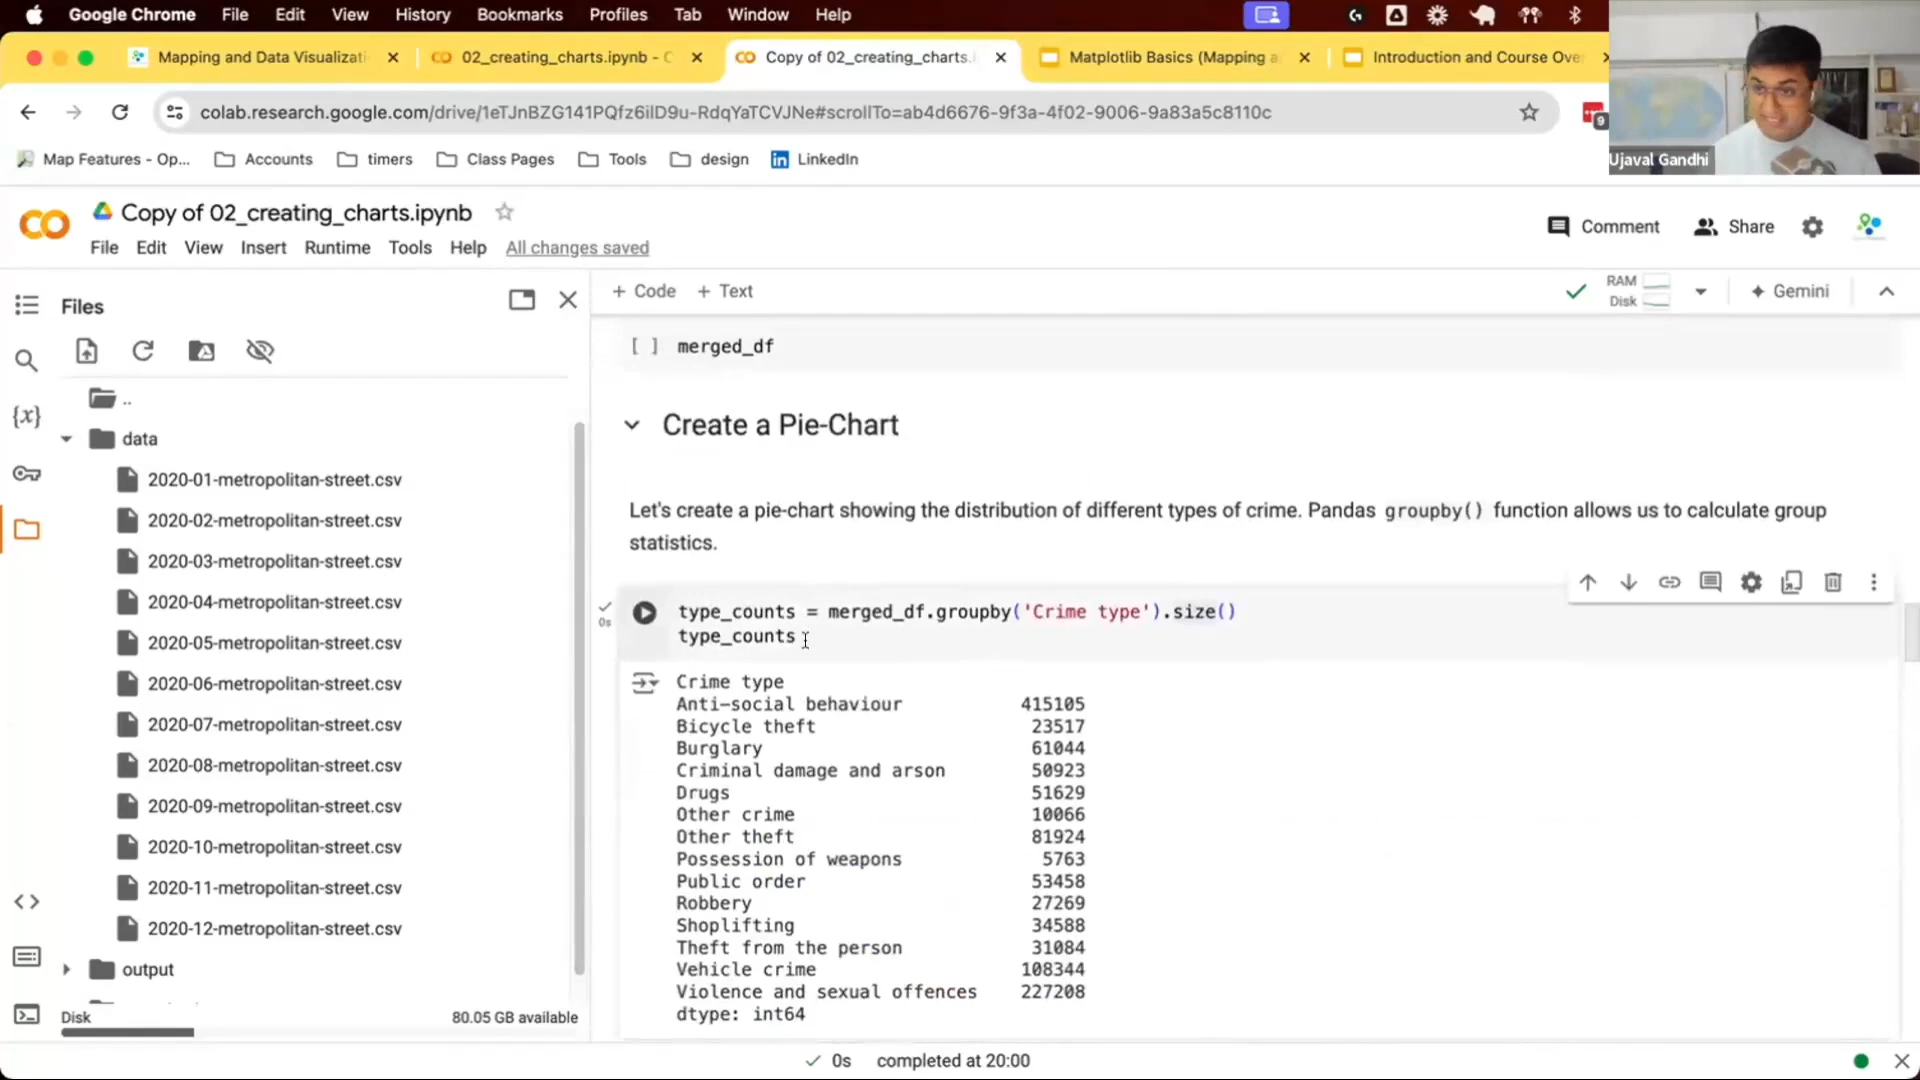 Google Chrome File Edit View History Bookmarks Profiles Tab Window Help
Mapping and Data Visualizati
02_creating_charts.ipynb - C
Copy of 02_creating_charts.i
Matplotlib Basics (Mapping a
Introduction and Course Ove
colab.research.google.com/drive/1eTJnBZG141PQfz6ilD9u-RdqYaTCVJNe#scrollTo=ab4d6676-9f3a-4f02-9006-9a83a5c8110c
9
Map Features - Op... Accounts timers Class Pages Tools design LinkedIn
Ujaval Gandhi
Copy of 02_creating_charts.ipynb
Comment Share
File Edit View Insert Runtime Tools Help All changes saved
Files
+ Code + Text
RAM
Disk
Gemini
..
data
2020-01-metropolitan-street.csv
2020-02-metropolitan-street.csv
2020-03-metropolitan-street.csv
2020-04-metropolitan-street.csv
2020-05-metropolitan-street.csv
2020-06-metropolitan-street.csv
2020-07-metropolitan-street.csv
2020-08-metropolitan-street.csv
2020-09-metropolitan-street.csv
2020-10-metropolitan-street.csv
2020-11-metropolitan-street.csv
2020-12-metropolitan-street.csv
output
Disk 80.05 GB available
[ ] merged_df
Create a Pie-Chart
Let's create a pie-chart showing the distribution of different types of crime. Pandas groupby() function allows us to calculate group
statistics.
0s
type_counts = merged_df.groupby('Crime type').size()
type_counts
Crime type
Anti-social behaviour 415105
Bicycle theft 23517
Burglary 61044
Criminal damage and arson 50923
Drugs 51629
Other crime 10066
Other theft 81924
Possession of weapons 5763
Public order 53458
Robbery 27269
Shoplifting 34588
Theft from the person 31084
Vehicle crime 108344
Violence and sexual offences 227208
dtype: int64
0s completed at 20:00